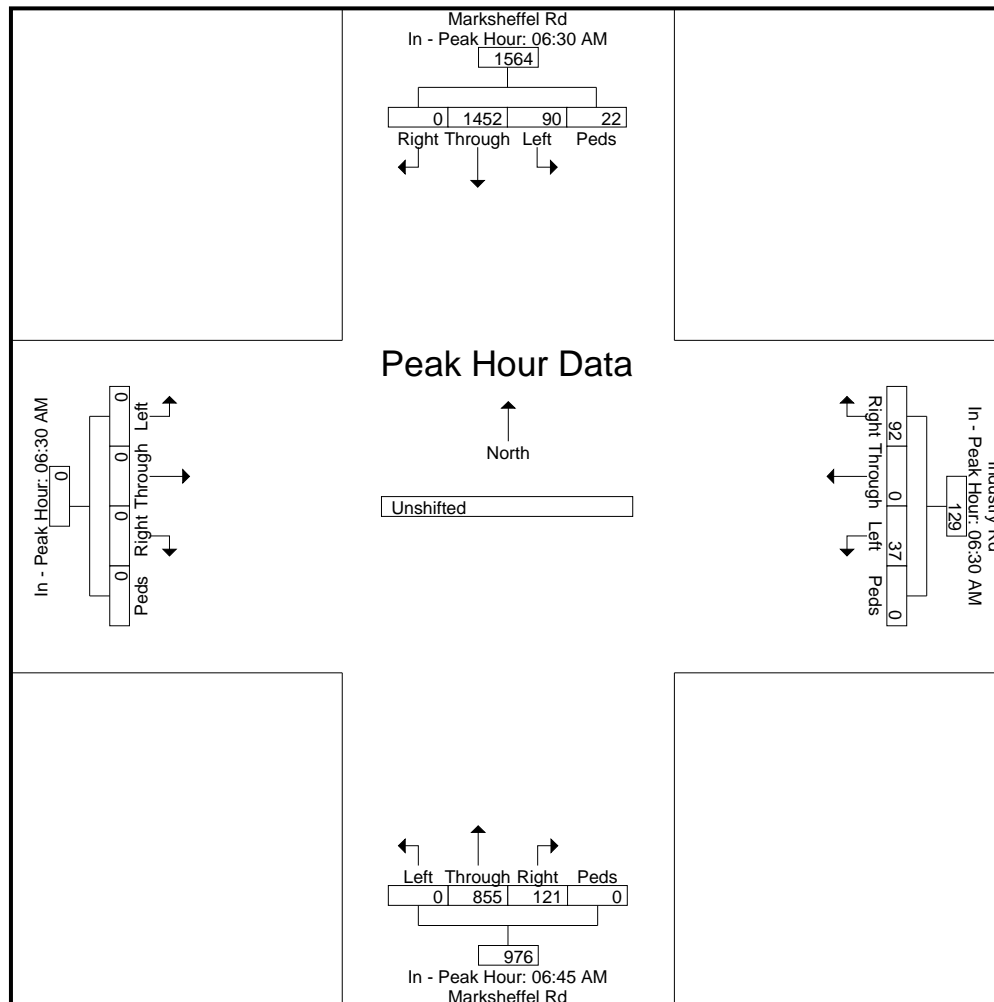 Marksheffel Rd
In - Peak Hour: 06:30 AM
1564
0 1452 90 22
Right Through Left Peds
Peak Hour Data
North
Unshifted
In - Peak Hour: 06:30 AM
0
0 0 0 0
Left Through Right Peds
Industry Rd
In - Peak Hour: 06:30 AM
129
92 0 37 0
Right Through Left Peds
Left Through Right Peds
0 855 121 0
976
In - Peak Hour: 06:45 AM
Marksheffel Rd